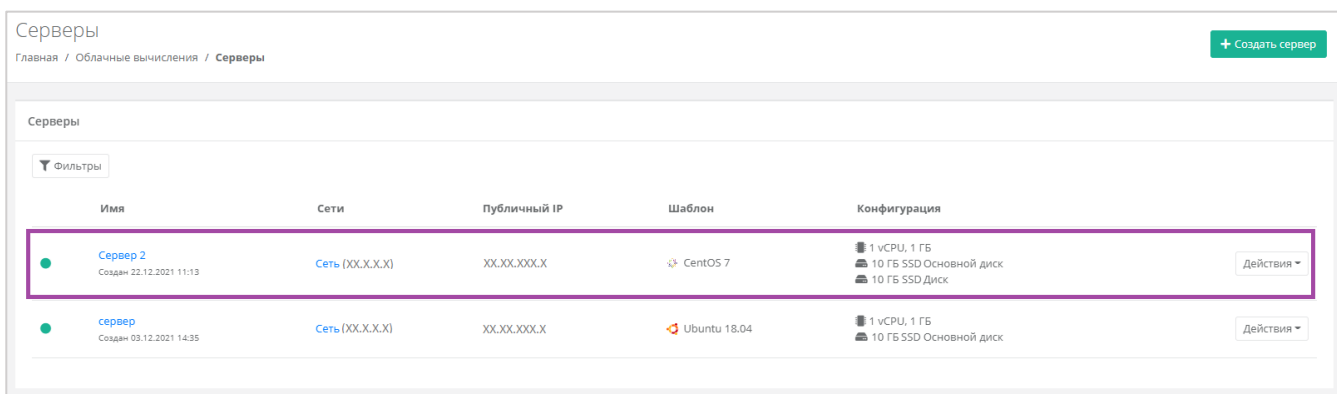 Серверы
Главная / Облачные вычисления / Серверы
+ Создать сервер
Серверы
Фильтры
Имя Сети Публичный IP Шаблон Конфигурация
Сервер 2
Создан 22.12.2021 11:13
Сеть (XX.X.X.X)
XX.XX.XXX.X
CentOS 7
1 vCPU, 1 ГБ
10 ГБ SSD Основной диск
10 ГБ SSD Диск
Действия
сервер
Создан 03.12.2021 14:35
Сеть (XX.X.X.X)
XX.XX.XXX.X
Ubuntu 18.04
1 vCPU, 1 ГБ
10 ГБ SSD Основной диск
Действия